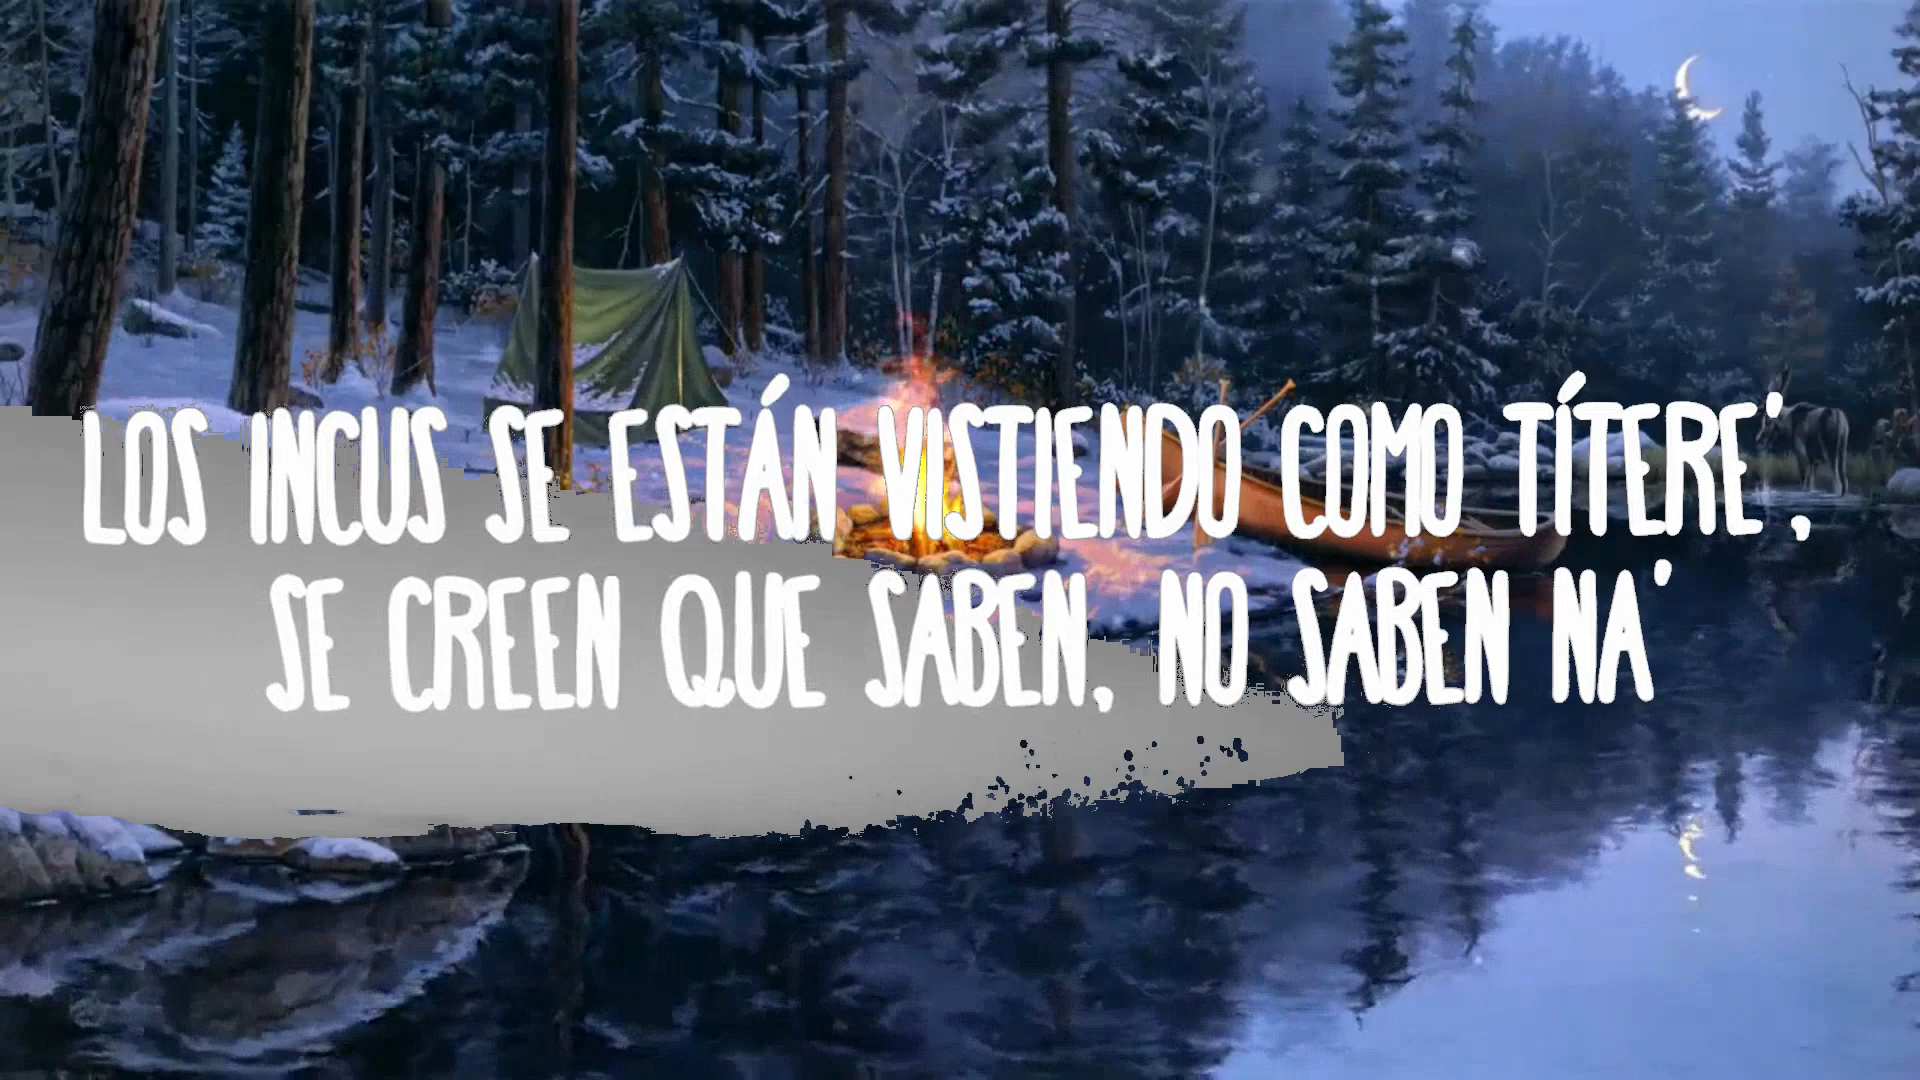 LOS INCUS SE ESTÁN VISTIENDO COMO TÍTERE',
SE CREEN QUE SABEN, NO SABEN NA'